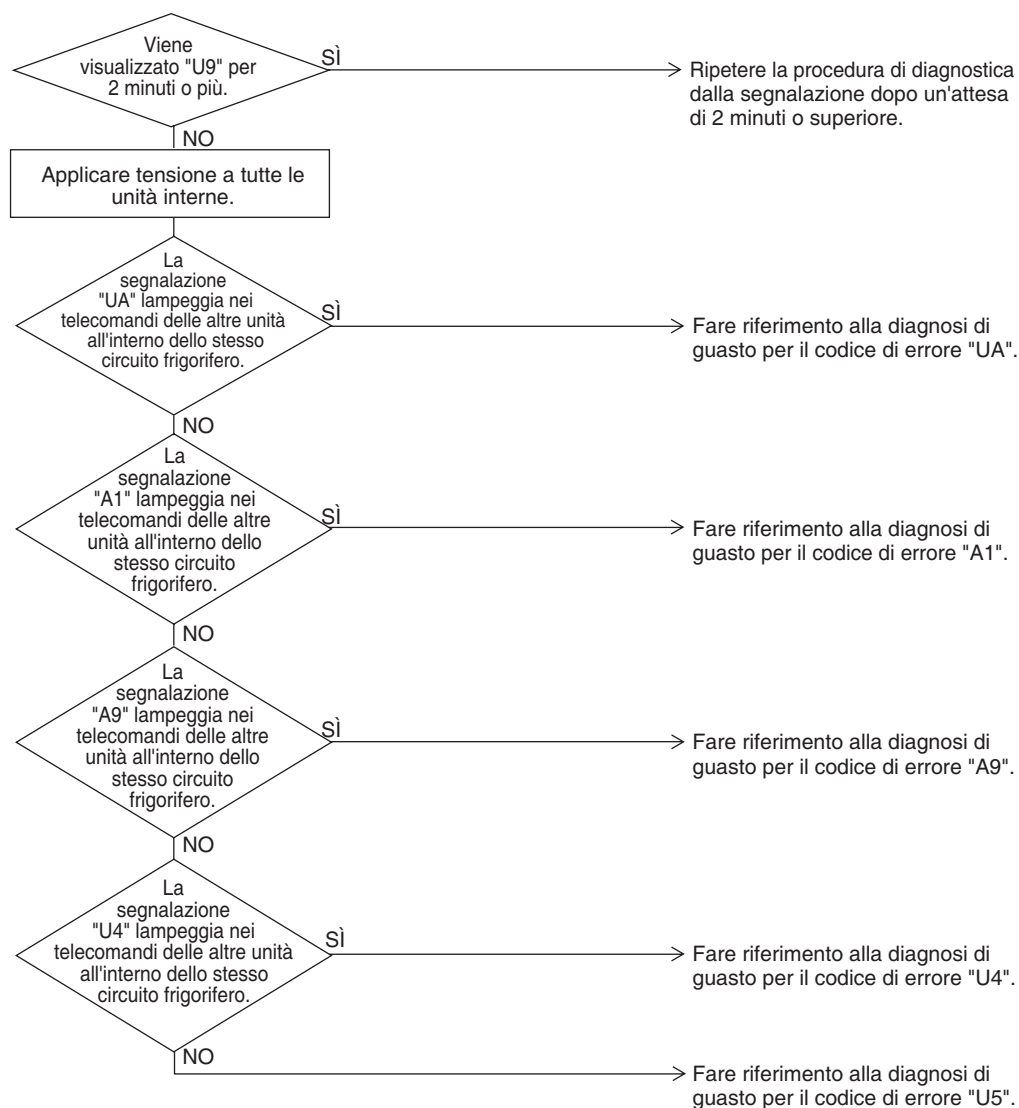 Viene
visualizzato "U9" per
2 minuti o più.
SÌ
Ripetere la procedura di diagnostica
dalla segnalazione dopo un'attesa
di 2 minuti o superiore.
NO
Applicare tensione a tutte le
unità interne.
La
segnalazione
"UA" lampeggia nei
telecomandi delle altre unità
all'interno dello stesso
circuito frigorifero.
SÌ
Fare riferimento alla diagnosi di
guasto per il codice di errore "UA".
NO
La
segnalazione
"A1" lampeggia nei
telecomandi delle altre
unità all'interno dello
stesso circuito
frigorifero.
SÌ
Fare riferimento alla diagnosi di
guasto per il codice di errore "A1".
NO
La
segnalazione
"A9" lampeggia nei
telecomandi delle altre
unità all'interno dello
stesso circuito
frigorifero.
SÌ
Fare riferimento alla diagnosi di
guasto per il codice di errore "A9".
NO
La
segnalazione
"U4" lampeggia nei
telecomandi delle altre unità
all'interno dello stesso
circuito frigorifero.
SÌ
Fare riferimento alla diagnosi di
guasto per il codice di errore "U4".
NO
Fare riferimento alla diagnosi di
guasto per il codice di errore "U5".